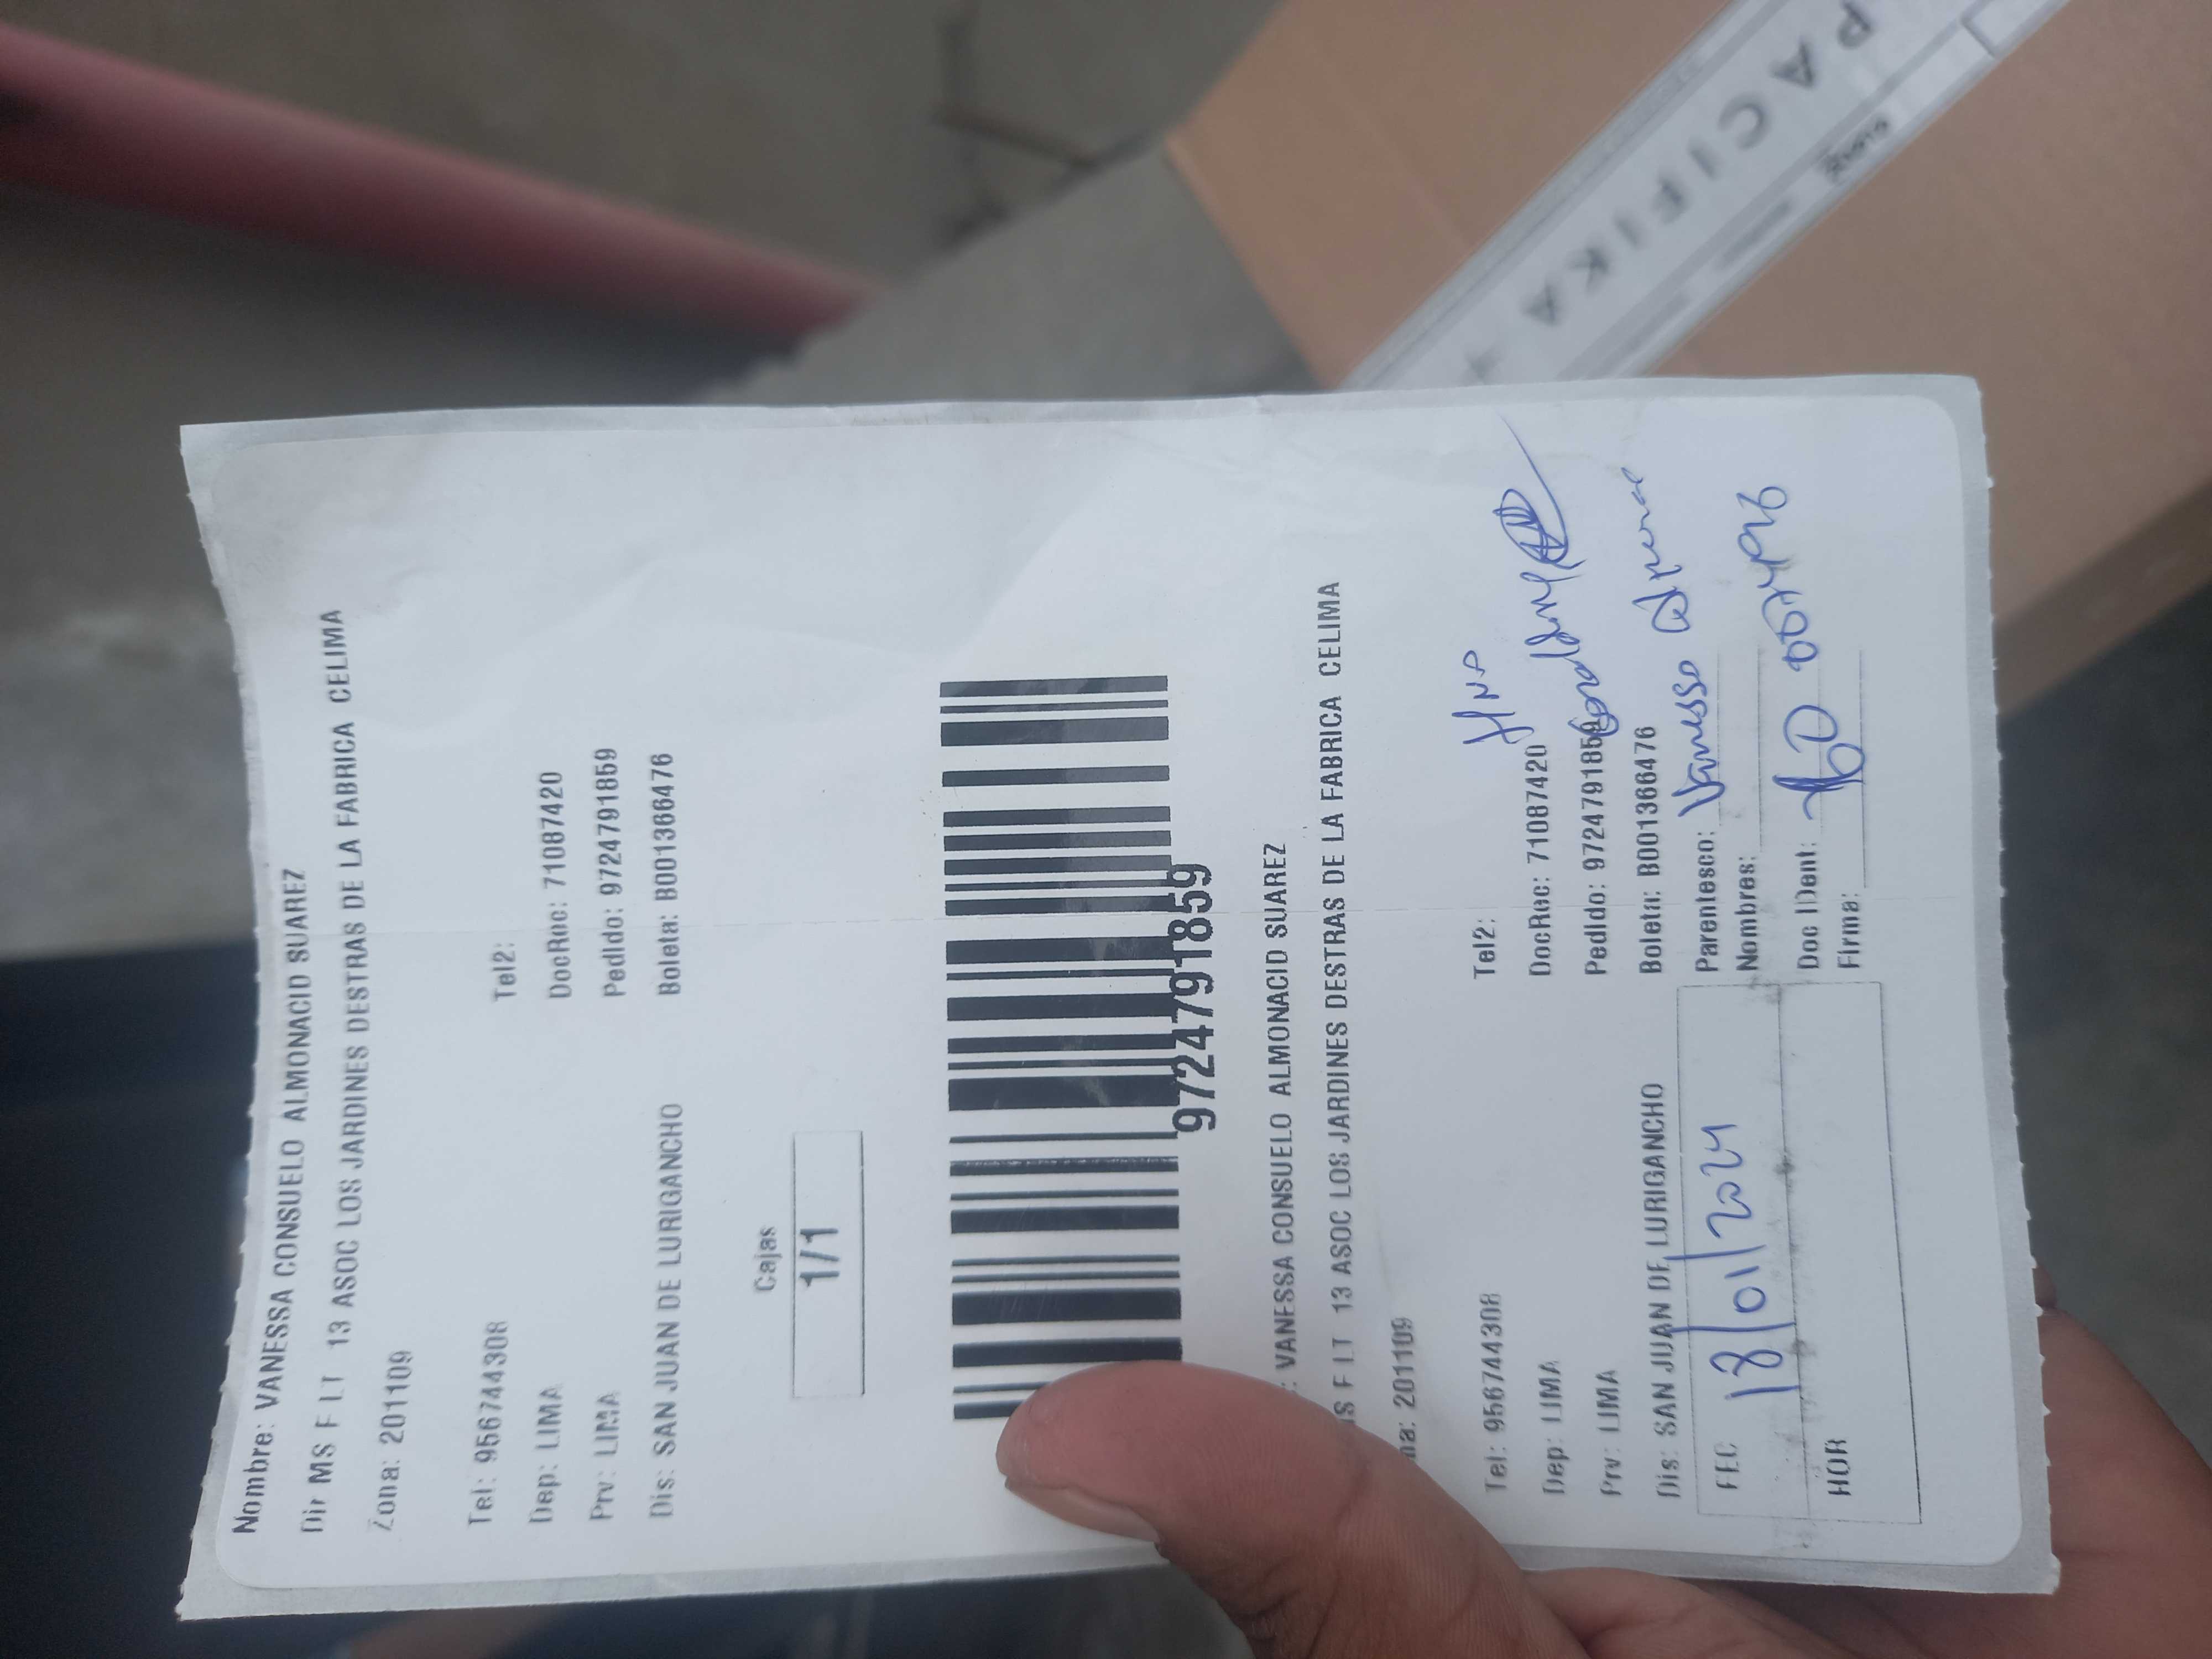 Nombre: VANESSA CONSUELO ALMONACID SUAREZ
Dir MS F LT 13 ASOC LOS JARDINES DESTRAS DE LA FABRICA CELIMA
Zona: 201109
Tel: 956744308 Tel2:
Dep: LIMA DocRec: 71087420
Prv: LIMA Pedido: 9724791859
Dis: SAN JUAN DE LURIGANCHO Boleta: B001366476
Cajas
1/1
9724791859
: VANESSA CONSUELO ALMONACID SUAREZ
MS F LT 13 ASOC LOS JARDINES DESTRAS DE LA FABRICA CELIMA
na: 201109
Tel: 956744308 Tel2:
Dep: LIMA DocRec: 71087420
Prv: LIMA Pedido: 9724791859
Dis: SAN JUAN DE LURIGANCHO Boleta: B001366476
FEC 18/01/2024 Parentesco: Vanessa
Nombres:
HOR Doc IDent:
Firma:
PACIFIKA